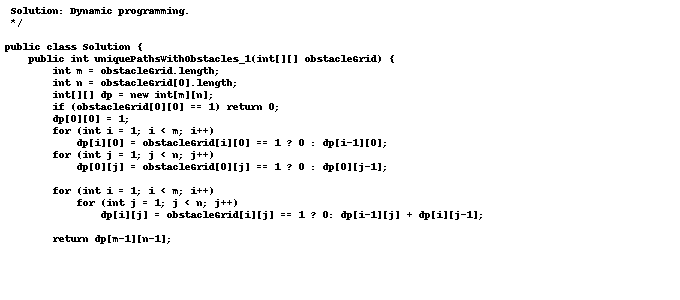 Solution: Dynamic programming.
*/

public class Solution {
    public int uniquePathsWithObstacles_1(int[][] obstacleGrid) {
        int m = obstacleGrid.length;
        int n = obstacleGrid[0].length;
        int[][] dp = new int[m][n];
        if (obstacleGrid[0][0] == 1) return 0;
        dp[0][0] = 1;
        for (int i = 1; i < m; i++)
            dp[i][0] = obstacleGrid[i][0] == 1 ? 0 : dp[i-1][0];
        for (int j = 1; j < n; j++)
            dp[0][j] = obstacleGrid[0][j] == 1 ? 0 : dp[0][j-1];

        for (int i = 1; i < m; i++)
            for (int j = 1; j < n; j++)
                dp[i][j] = obstacleGrid[i][j] == 1 ? 0: dp[i-1][j] + dp[i][j-1];

        return dp[m-1][n-1];